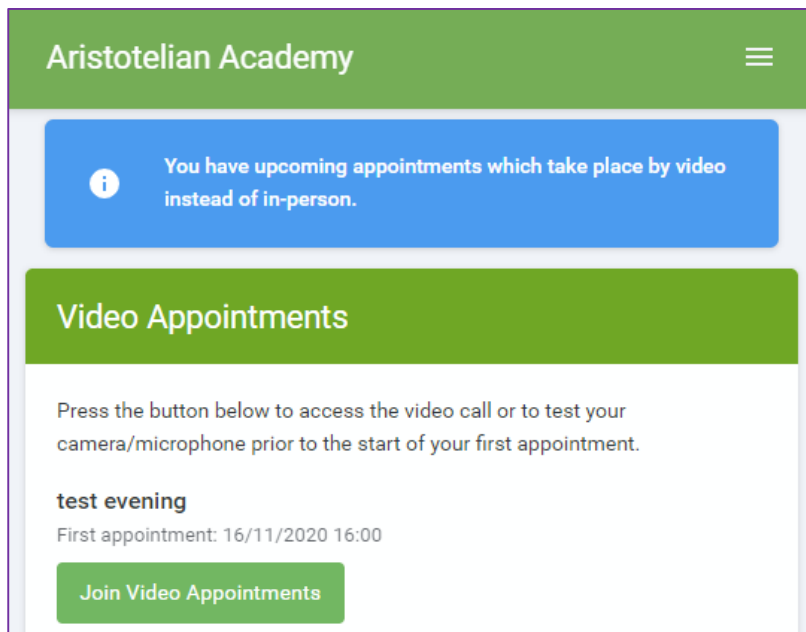 Aristotelian Academy
You have upcoming appointments which take place by video
instead of in-person.
Video Appointments
Press the button below to access the video call or to test your
camera/microphone prior to the start of your first appointment.
test evening
First appointment: 16/11/2020 16:00
Join Video Appointments